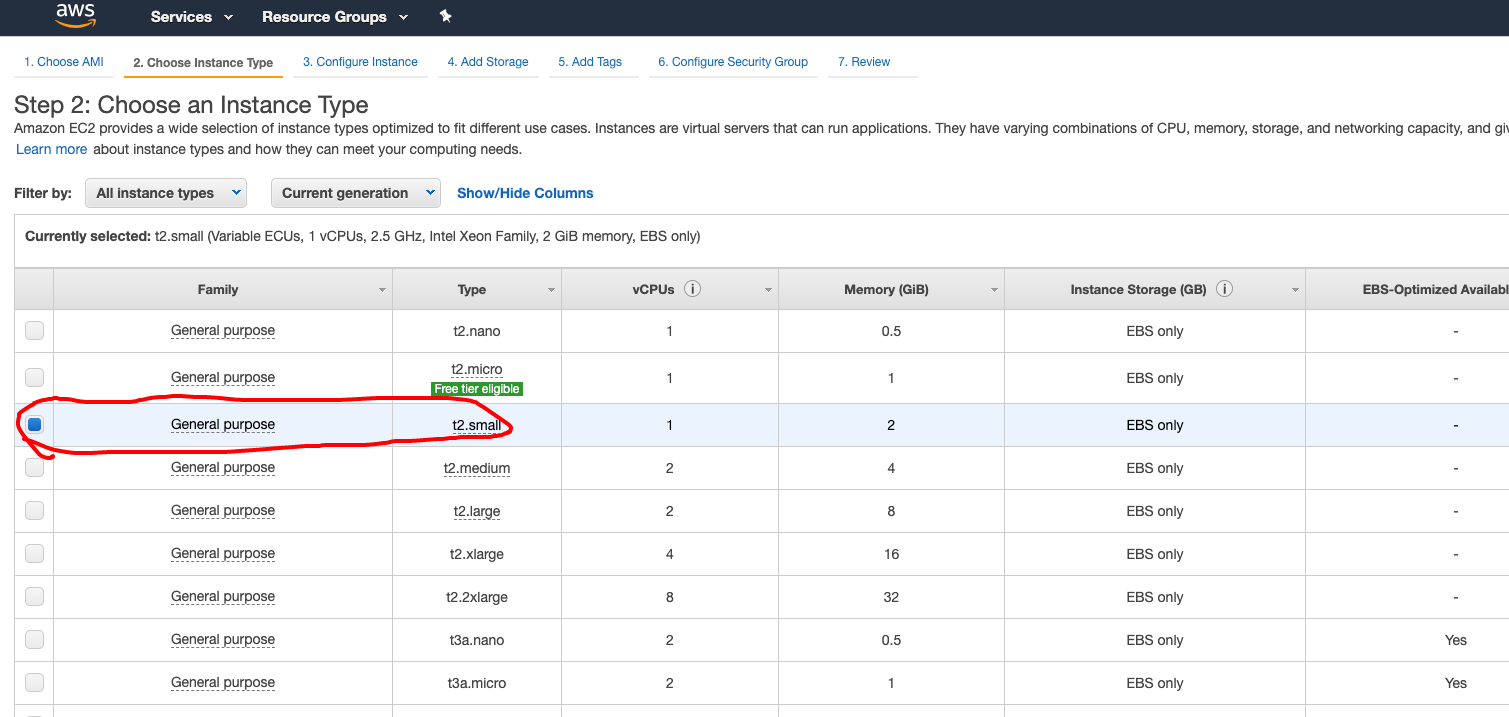 aws Services Resource Groups
1. Choose AMI 2. Choose Instance Type 3. Configure Instance 4. Add Storage 5. Add Tags 6. Configure Security Group 7. Review
Step 2: Choose an Instance Type
Amazon EC2 provides a wide selection of instance types optimized to fit different use cases. Instances are virtual servers that can run applications. They have varying combinations of CPU, memory, storage, and networking capacity, and giv
Learn more about instance types and how they can meet your computing needs.
Filter by: All instance types Current generation Show/Hide Columns
Currently selected: t2.small (Variable ECUs, 1 vCPUs, 2.5 GHz, Intel Xeon Family, 2 GiB memory, EBS only)
Family Type vCPUs i Memory (GiB) Instance Storage (GB) i EBS-Optimized Availabl
General purpose t2.nano 1 0.5 EBS only -
General purpose t2.micro 1 1 EBS only -
Free tier eligible
General purpose t2.small 1 2 EBS only -
General purpose t2.medium 2 4 EBS only -
General purpose t2.large 2 8 EBS only -
General purpose t2.xlarge 4 16 EBS only -
General purpose t2.2xlarge 8 32 EBS only -
General purpose t3a.nano 2 0.5 EBS only Yes
General purpose t3a.micro 2 1 EBS only Yes